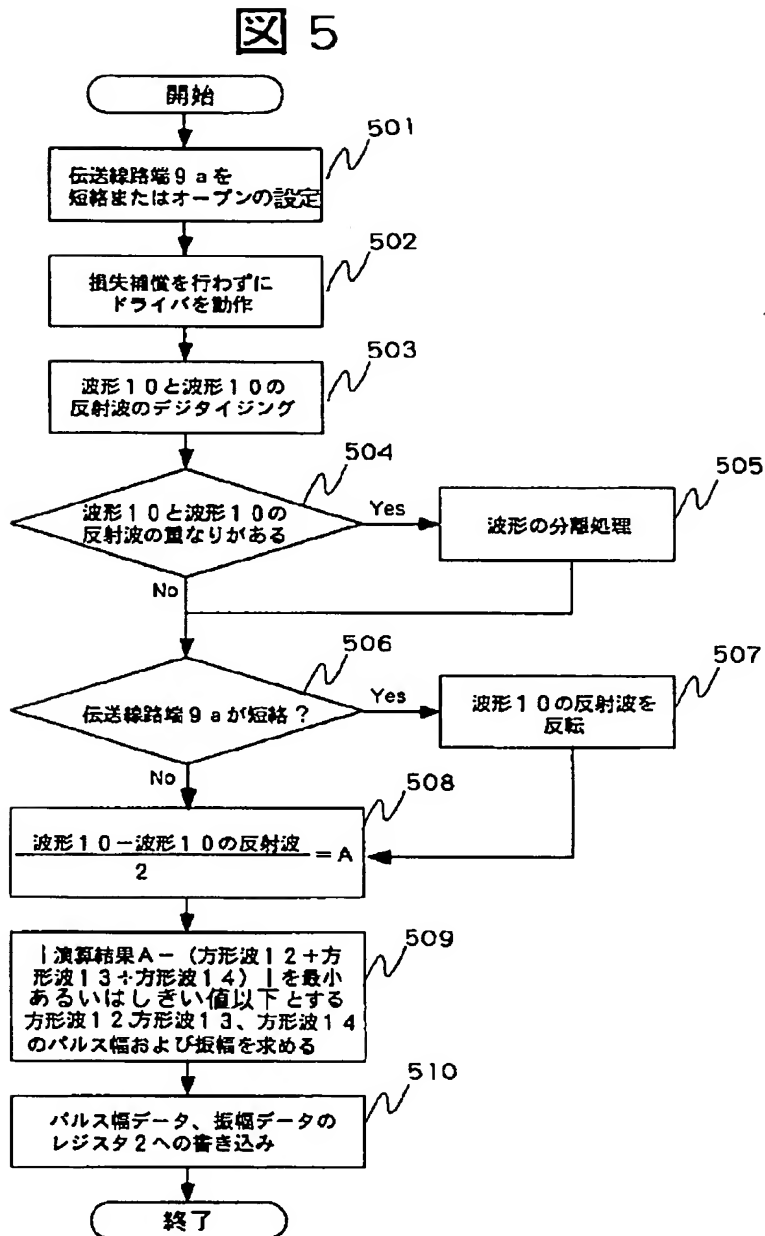 図 5
開始
501
伝送線路端9aを
短絡またはオープンの設定
502
損失補償を行わずに
ドライバを動作
503
波形10と波形10の
反射波のデジタイジング
504
波形10と波形10の
反射波の重なりがある
Yes
505
波形の分離処理
No
506
伝送線路端9aが短絡?
Yes
507
波形10の反射波を
反転
No
508
波形10−波形10の反射波
2
=A
509
|演算結果A−(方形波12+方
形波13+方形波14)|を最小
あるいはしきい値以下とする
方形波12、方形波13、方形波14
のパルス幅および振幅を求める
510
パルス幅データ、振幅データの
レジスタ2への書き込み
終了